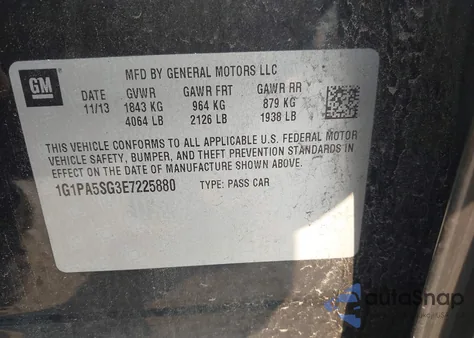 GM
MFD BY GENERAL MOTORS LLC
DATE GVWR GAWR FRT GAWR RR
11/13 1843 KG 964 KG 879 KG
4064 LB 2126 LB 1938 LB
THIS VEHICLE CONFORMS TO ALL APPLICABLE U.S. FEDERAL MOTOR
VEHICLE SAFETY, BUMPER, AND THEFT PREVENTION STANDARDS
IN EFFECT ON THE DATE OF MANUFACTURE SHOWN ABOVE.
1G1PA5SG3E7225880 TYPE: PASS CAR
AutoSnap